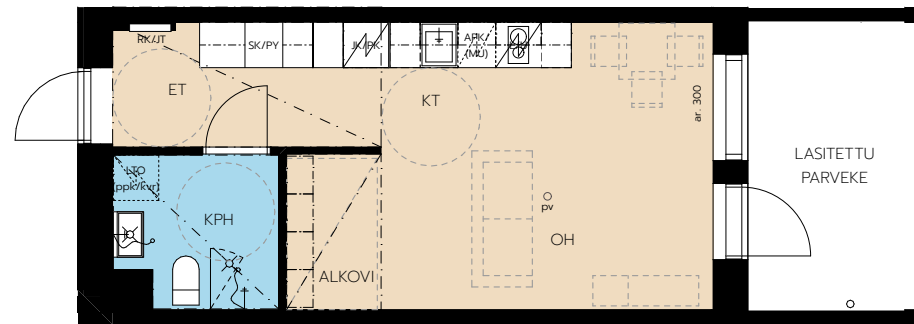 RK/JT
SK/PY
JK/PK
APK/
(MU)
ET
KT
ar. 300
LASITETTU
PARVEKE
LTO
(ppk/kvr)
KPH
pv
OH
ALKOVI